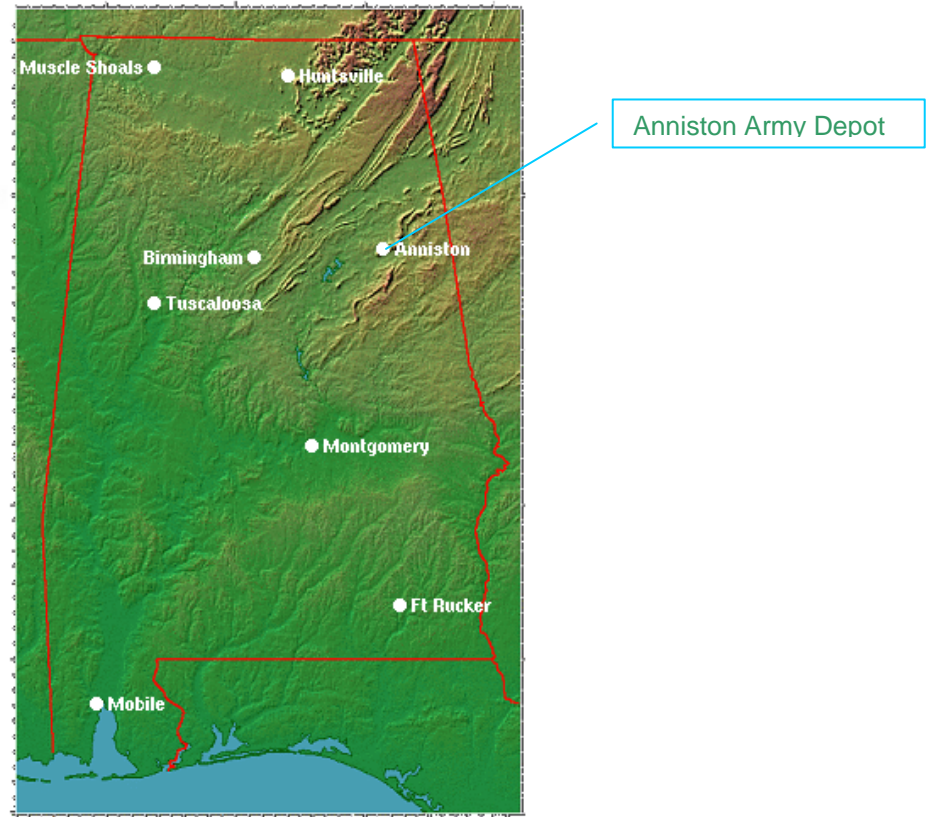 Muscle Shoals
Huntsville
Anniston Army Depot
Birmingham
Anniston
Tuscaloosa
Montgomery
Ft Rucker
Mobile